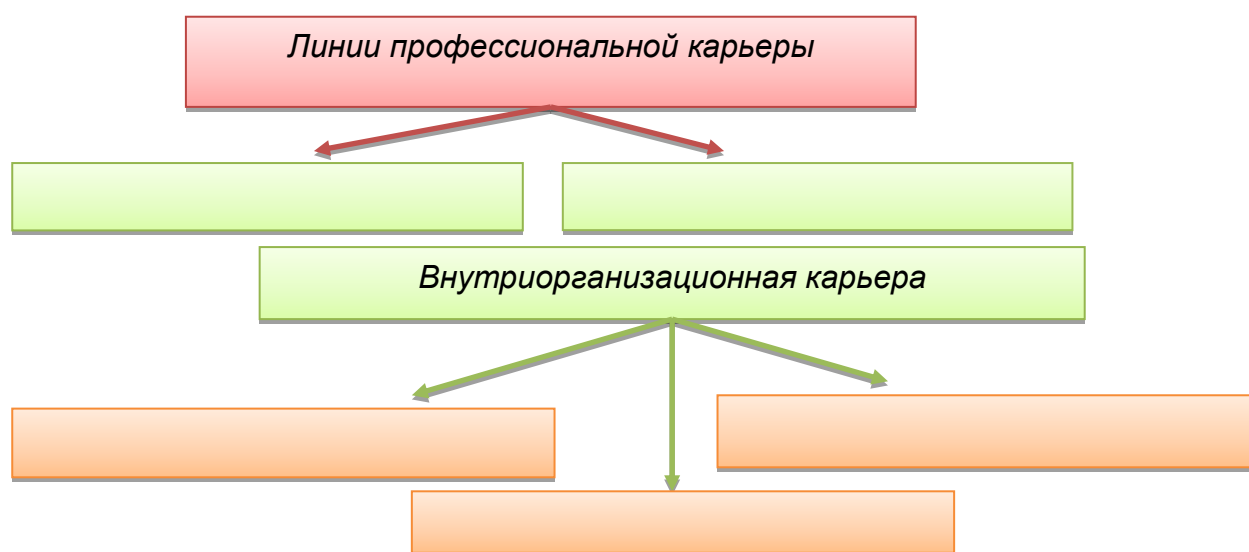 Линии профессиональной карьеры
Внутриорганизационная карьера